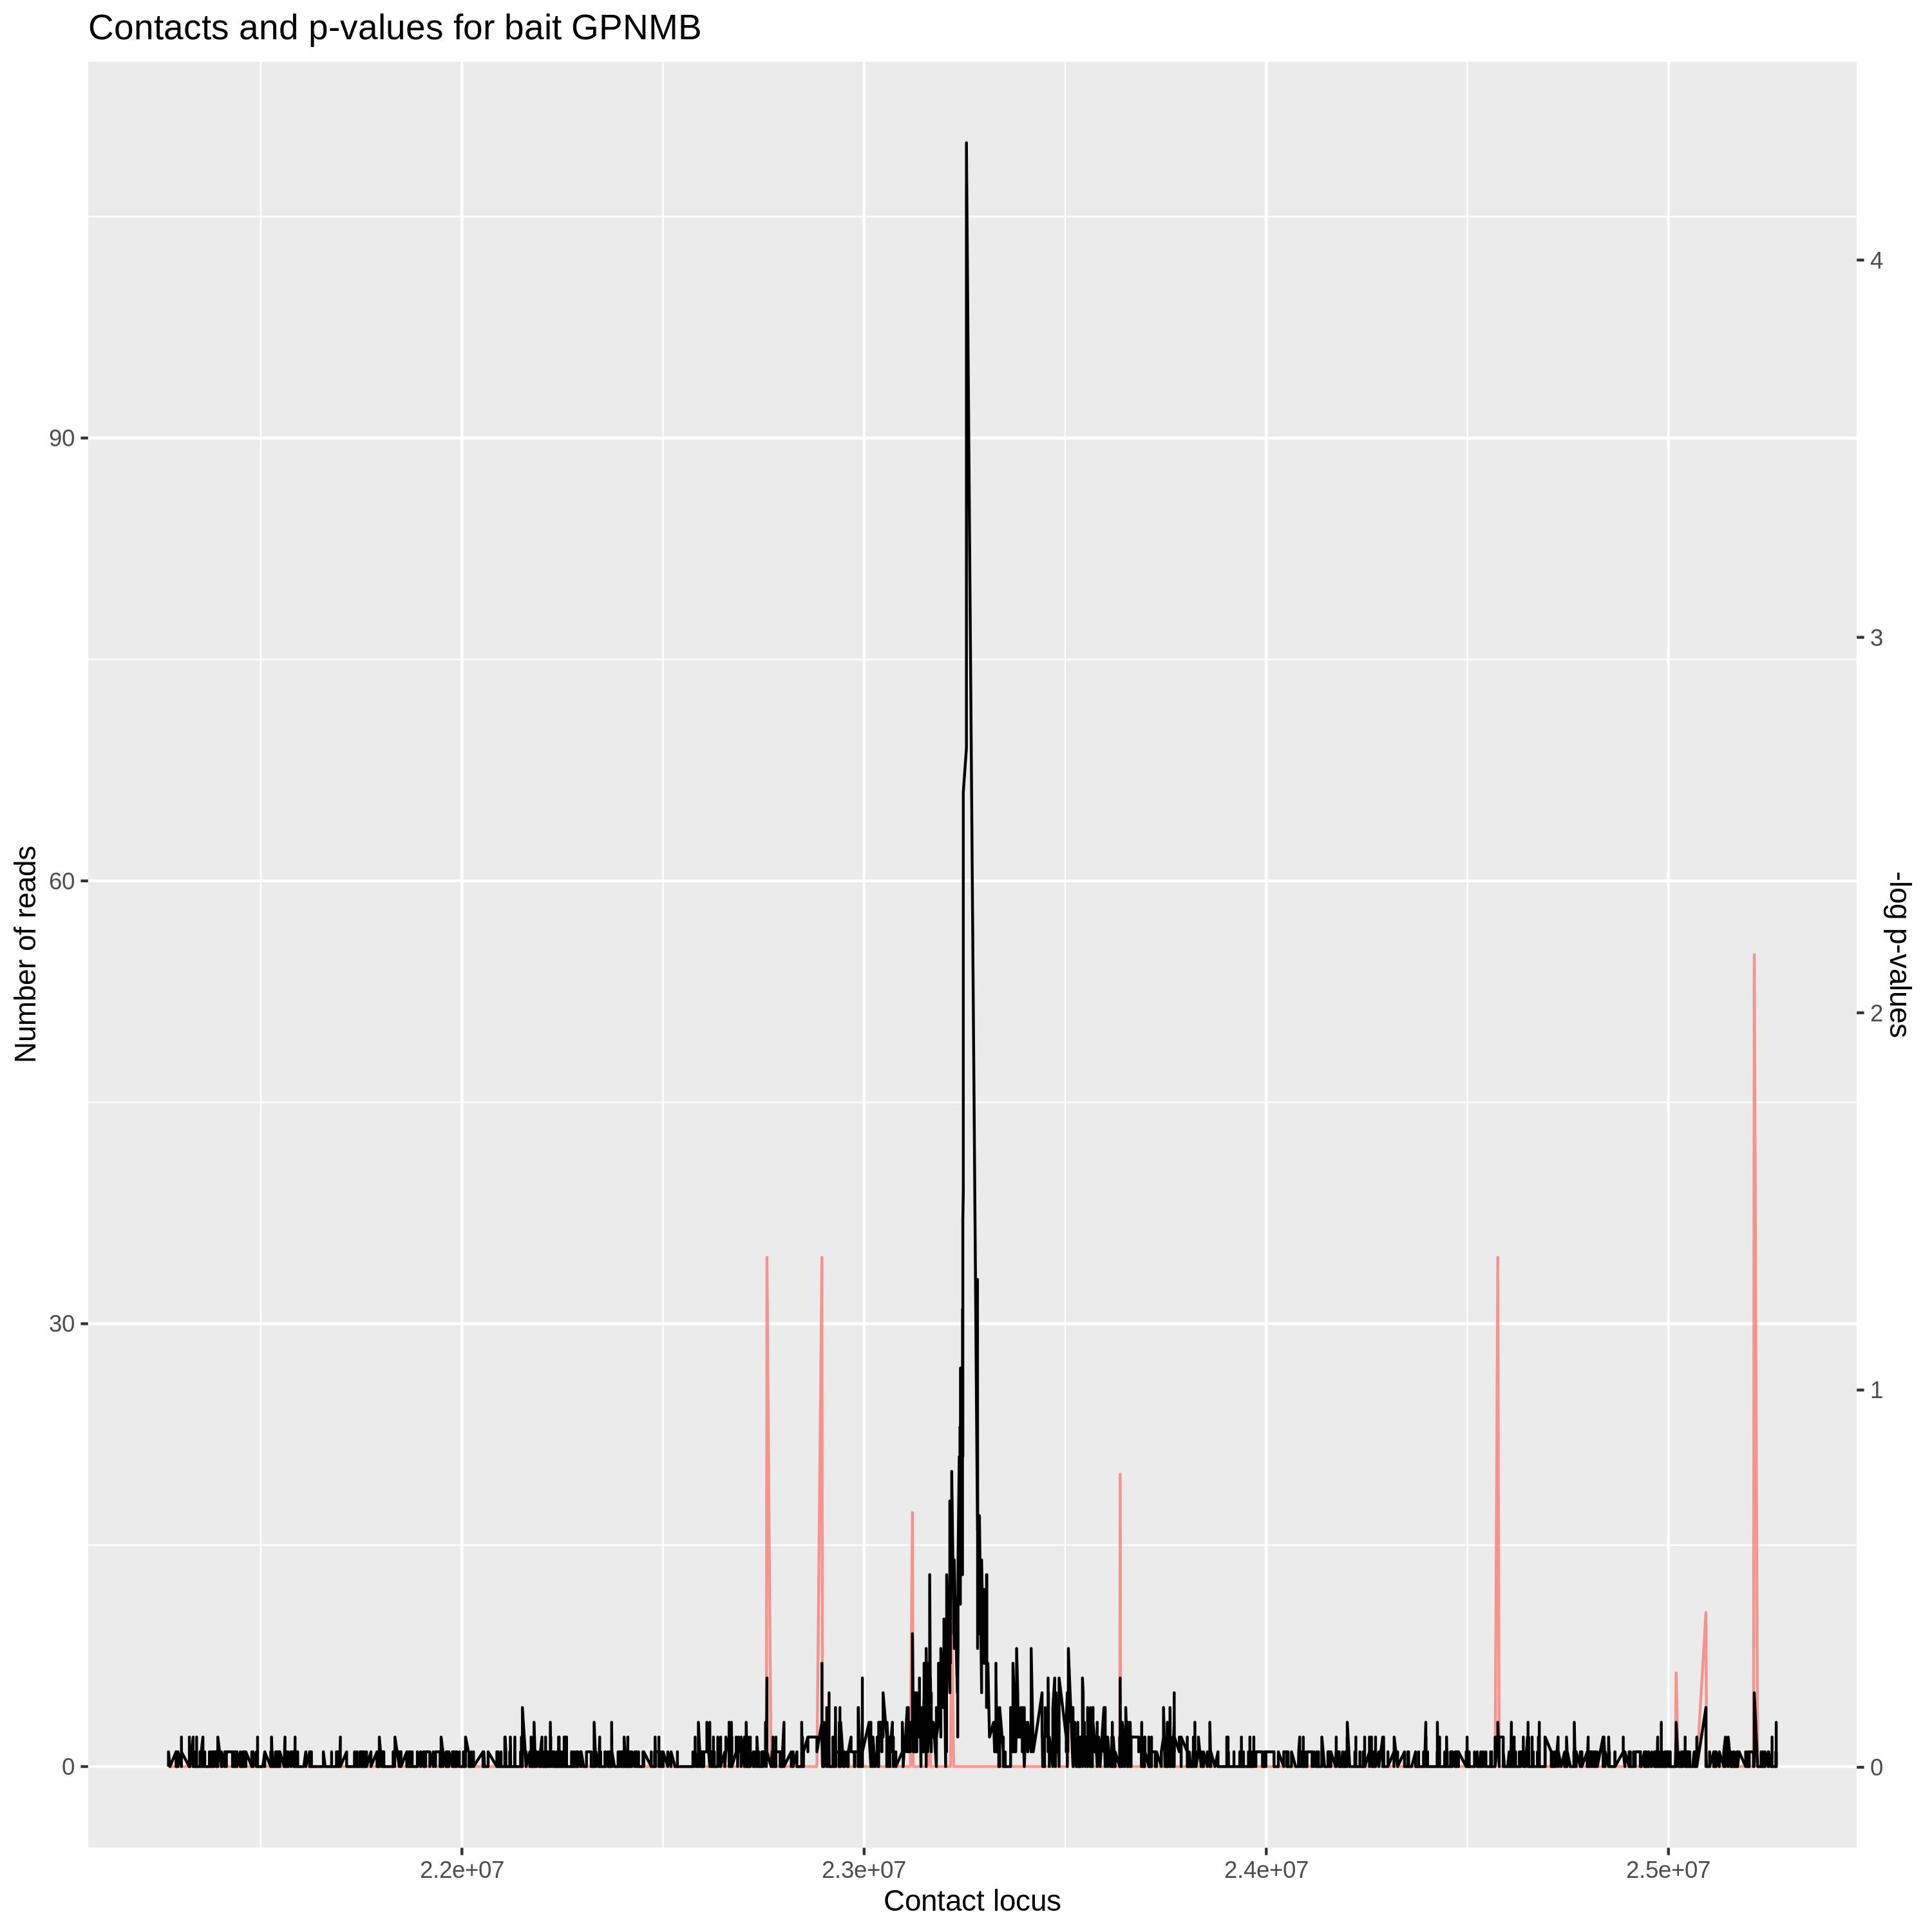 Contacts and p-values for bait GPNMB
Number of reads
90
60
30
0
4
3
2
1
0
-log p-values
2.2e+07
2.3e+07
2.4e+07
2.5e+07
Contact locus